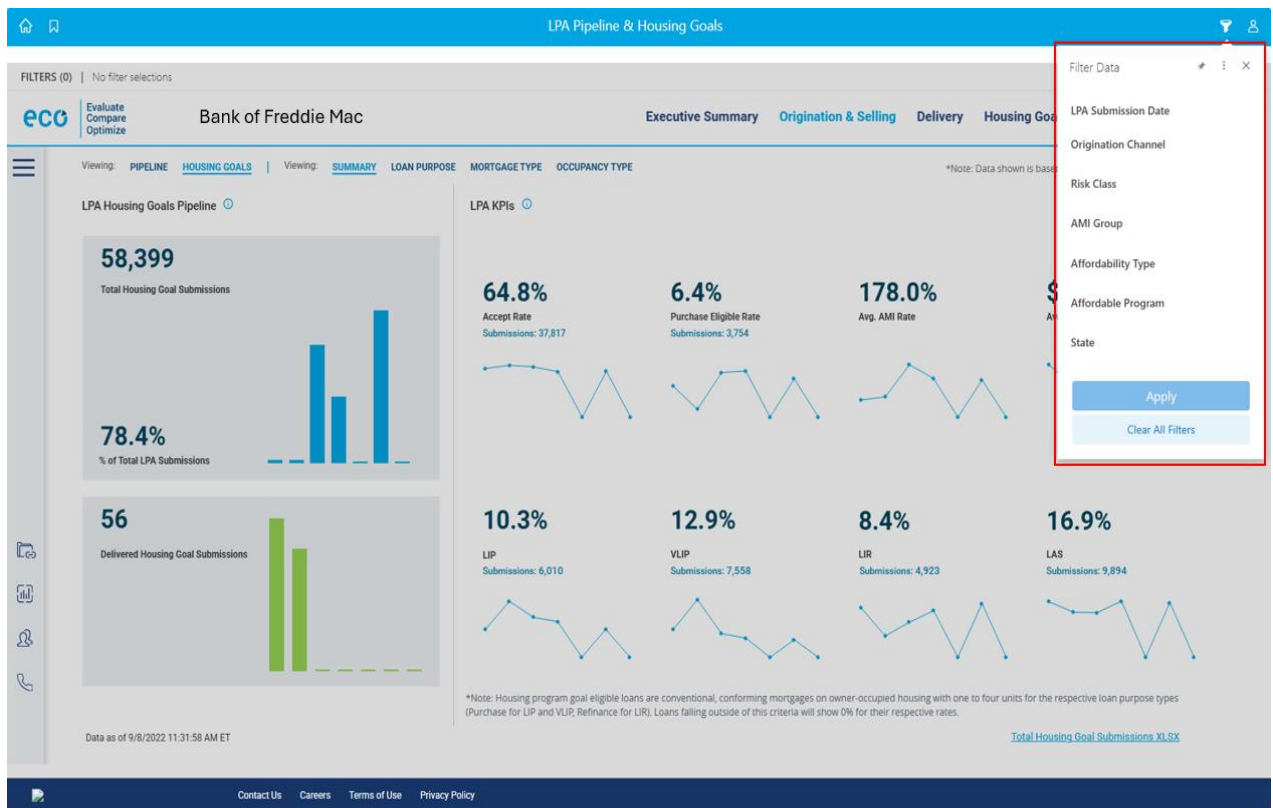 LPA Pipeline & Housing Goals
FILTERS (0) | No filter selections
Filter Data
eco Evaluate
Compare
Optimize
Bank of Freddie Mac
Executive Summary Origination & Selling Delivery Housing Goa
LPA Submission Date
Origination Channel
Risk Class
AMI Group
Affordability Type
Affordable Program
State
Apply
Clear All Filters
Viewing: PIPELINE HOUSING GOALS | Viewing: SUMMARY LOAN PURPOSE MORTGAGE TYPE OCCUPANCY TYPE
*Note: Data shown is base
LPA Housing Goals Pipeline
58,399
Total Housing Goal Submissions
78.4%
% of Total LPA Submissions
56
Delivered Housing Goal Submissions
LPA KPIs
64.8%
Accept Rate
Submissions: 37,817
6.4%
Purchase Eligible Rate
Submissions: 3,754
178.0%
Avg. AMI Rate
$
10.3%
LIP
Submissions: 6,010
12.9%
VLIP
Submissions: 7,558
8.4%
LIR
Submissions: 4,923
16.9%
LAS
Submissions: 9,894
*Note: Housing program goal eligible loans are conventional, conforming mortgages on owner-occupied housing with one to four units for the respective loan purpose types
(Purchase for LIP and VLIP, Refinance for LIR). Loans falling outside of this criteria will show 0% for their respective rates.
Data as of 9/8/2022 11:31:58 AM ET
Total Housing Goal Submissions XLSX
Contact Us Careers Terms of Use Privacy Policy